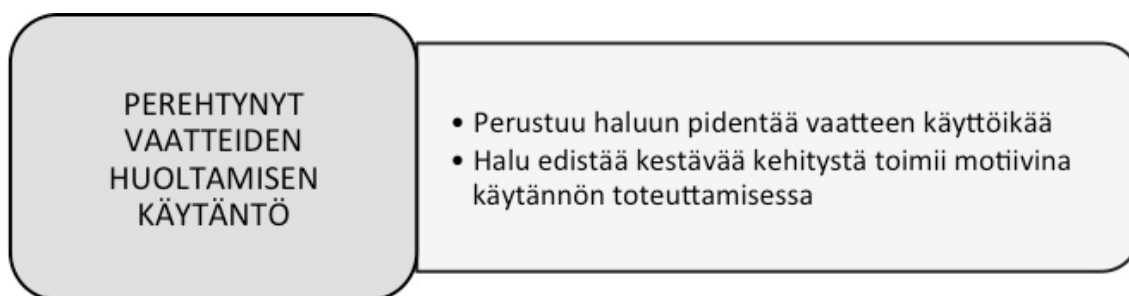 PEREHTYNYT
VAATTEIDEN
HUOLTAMISEN
KÄYTÄNTÖ
• Perustuu haluun pidentää vaatteen käyttöikää
• Halu edistää kestävää kehitystä toimii motiivina
käytännön toteuttamisessa